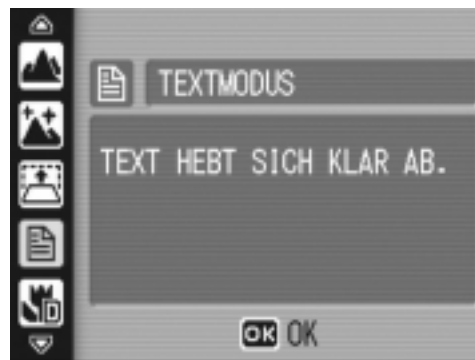 TEXTMODUS
TEXT HEBT SICH KLAR AB.
D
OK OK